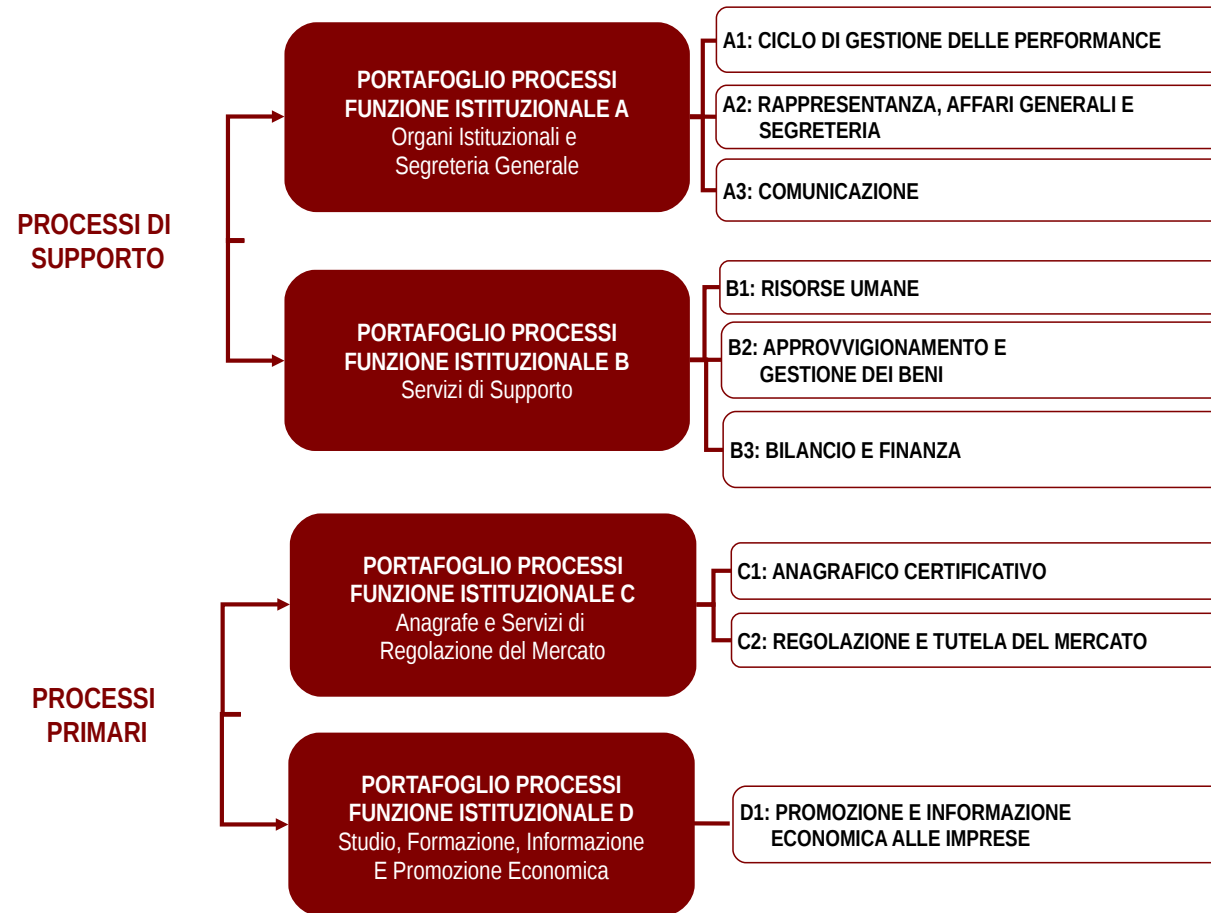 PROCESSI DI
SUPPORTO
PORTAFOGLIO PROCESSI
FUNZIONE ISTITUZIONALE A
Organi Istituzionali e
Segreteria Generale
A1: CICLO DI GESTIONE DELLE PERFORMANCE
A2: RAPPRESENTANZA, AFFARI GENERALI E
SEGRETERIA
A3: COMUNICAZIONE
PORTAFOGLIO PROCESSI
FUNZIONE ISTITUZIONALE B
Servizi di Supporto
B1: RISORSE UMANE
B2: APPROVVIGIONAMENTO E
GESTIONE DEI BENI
B3: BILANCIO E FINANZA
PROCESSI
PRIMARI
PORTAFOGLIO PROCESSI
FUNZIONE ISTITUZIONALE C
Anagrafe e Servizi di
Regolazione del Mercato
C1: ANAGRAFICO CERTIFICATIVO
C2: REGOLAZIONE E TUTELA DEL MERCATO
PORTAFOGLIO PROCESSI
FUNZIONE ISTITUZIONALE D
Studio, Formazione, Informazione
E Promozione Economica
D1: PROMOZIONE E INFORMAZIONE
ECONOMICA ALLE IMPRESE